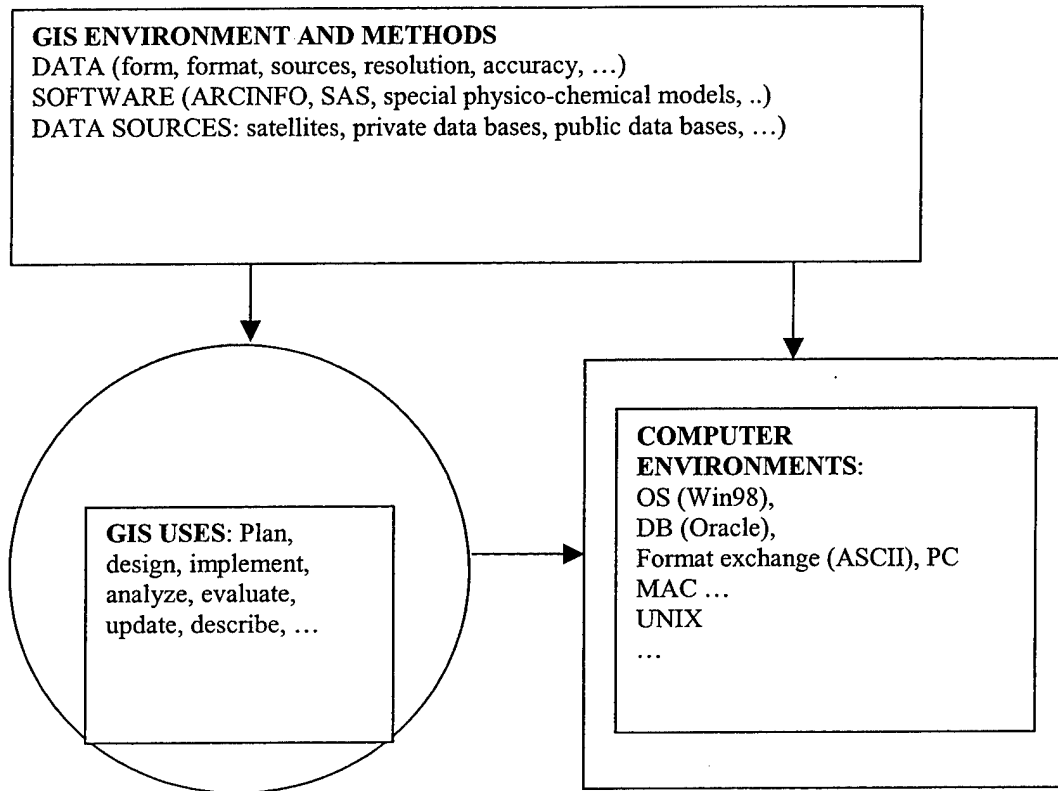 GIS ENVIRONMENT AND METHODS
DATA (form, format, sources, resolution, accuracy, …)
SOFTWARE (ARCINFO, SAS, special physico-chemical models, ..)
DATA SOURCES: satellites, private data bases, public data bases, …)
GIS USES: Plan,
design, implement,
analyze, evaluate,
update, describe, …
COMPUTER
ENVIRONMENTS:
OS (Win98),
DB (Oracle),
Format exchange (ASCII), PC
MAC …
UNIX
…